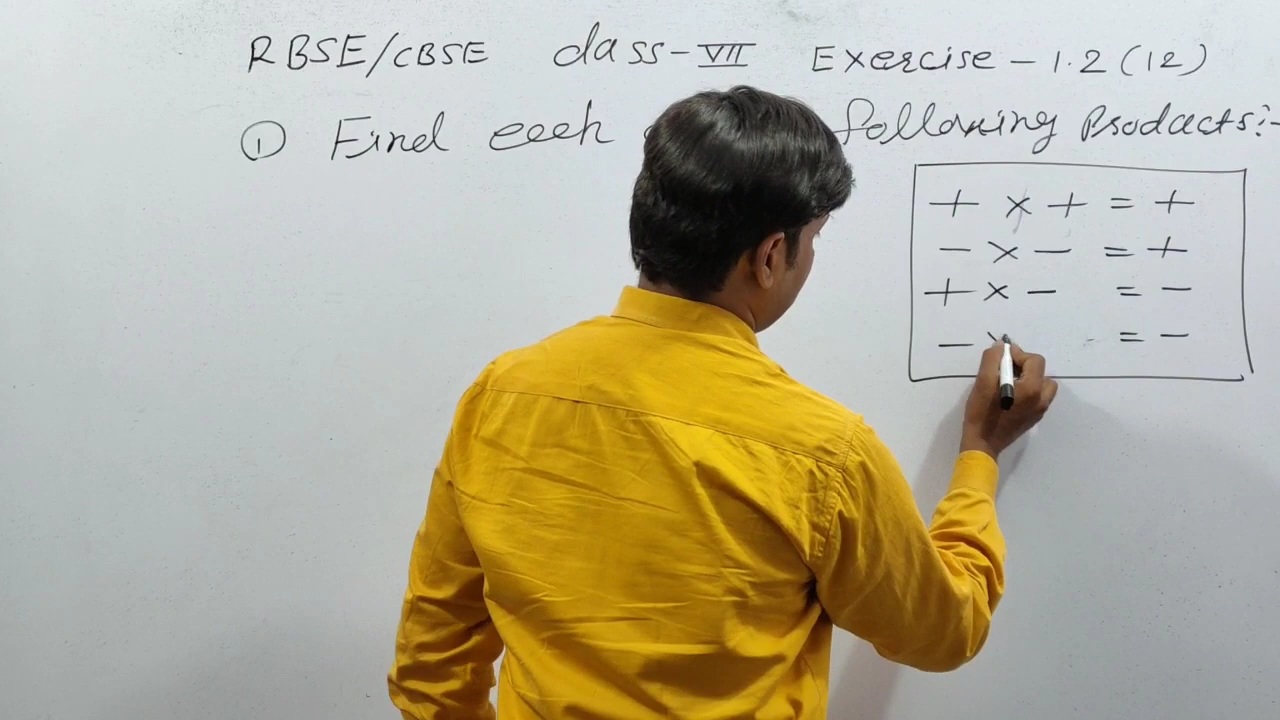 RBSE/CBSE class-VII Exercise-1.2(12)
① Find each following Products:-
+ × + = +
- × - = +
+ × - = -
- × = -